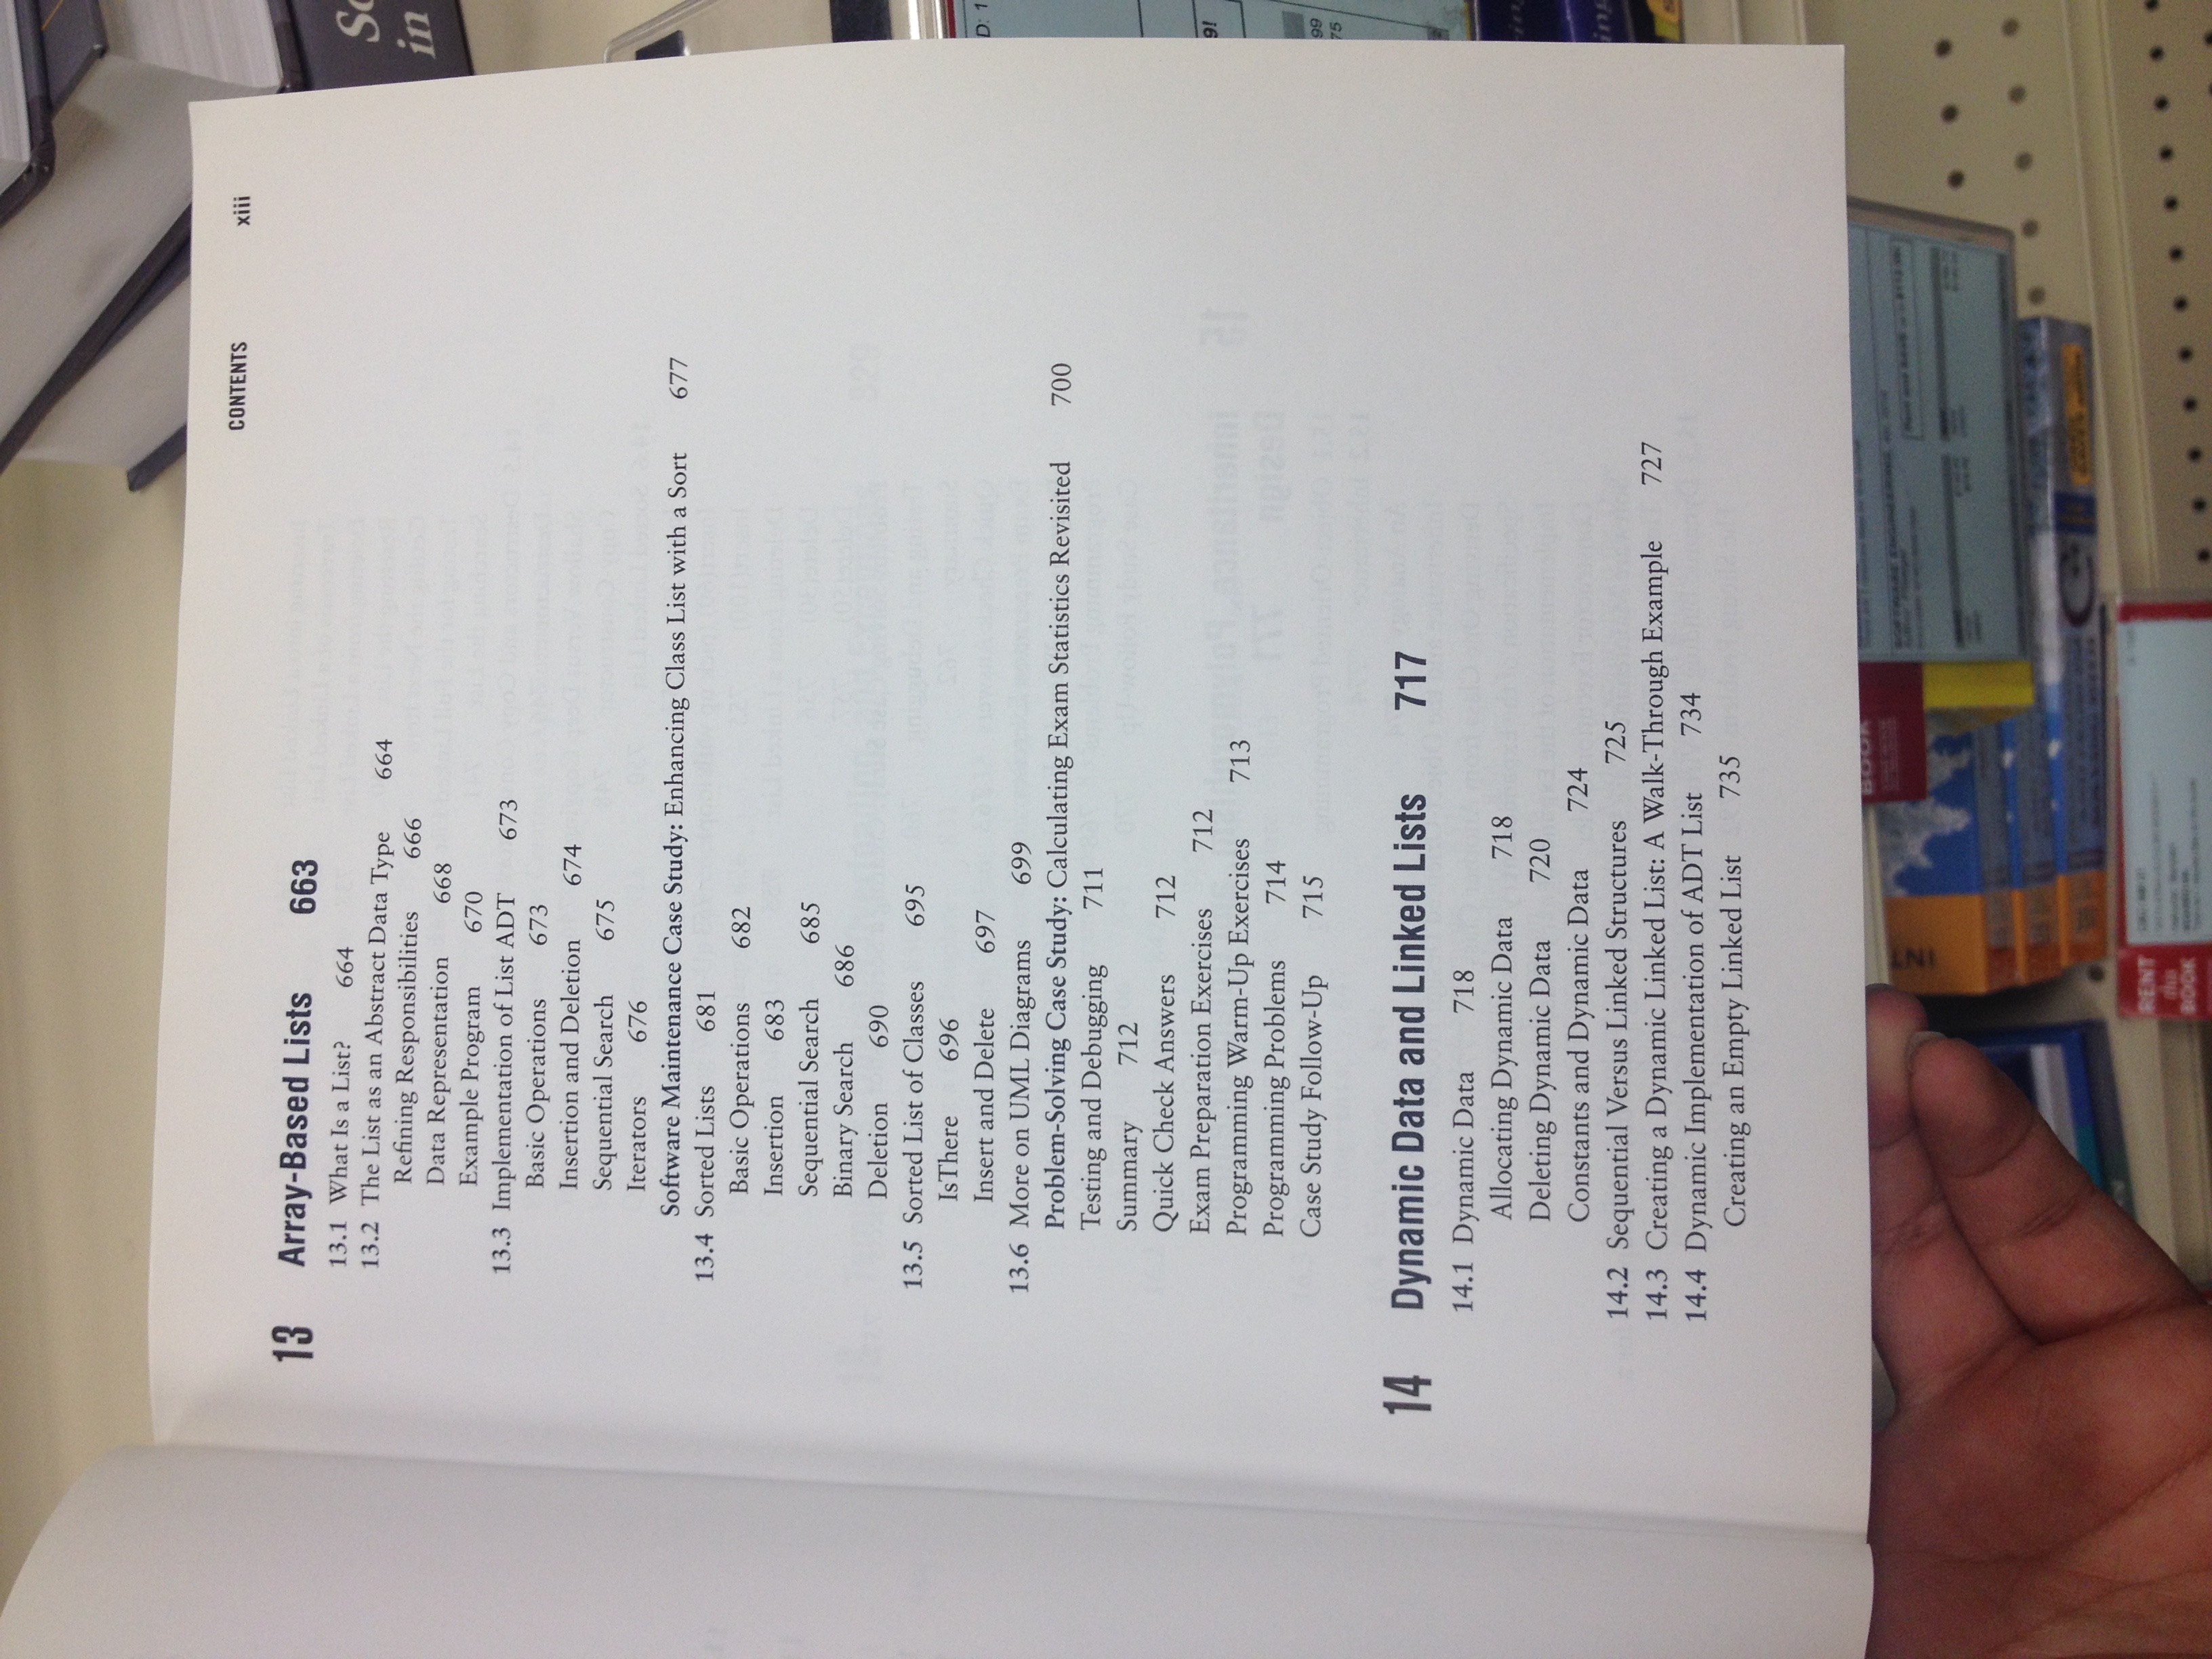 CONTENTS xiii
13 Array-Based Lists 663
13.1 What Is a List? 664
13.2 The List as an Abstract Data Type 664
Refining Responsibilities 666
Data Representation 668
Example Program 670
13.3 Implementation of List ADT 673
Basic Operations 673
Insertion and Deletion 674
Sequential Search 675
Iterators 676
Software Maintenance Case Study: Enhancing Class List with a Sort 677
13.4 Sorted Lists 681
Basic Operations 682
Insertion 683
Sequential Search 685
Binary Search 686
Deletion 690
13.5 Sorted List of Classes 695
IsThere 696
Insert and Delete 697
13.6 More on UML Diagrams 699
Problem-Solving Case Study: Calculating Exam Statistics Revisited 700
Testing and Debugging 711
Summary 712
Quick Check Answers 712
Exam Preparation Exercises 712
Programming Warm-Up Exercises 713
Programming Problems 714
Case Study Follow-Up 715
14 Dynamic Data and Linked Lists 717
14.1 Dynamic Data 718
Allocating Dynamic Data 718
Deleting Dynamic Data 720
Constants and Dynamic Data 724
14.2 Sequential Versus Linked Structures 725
14.3 Creating a Dynamic Linked List: A Walk-Through Example 727
14.4 Dynamic Implementation of ADT List 734
Creating an Empty Linked List 735
in
BOOK
SOFTWARE ENGINEERING
RENT
this
BOOK